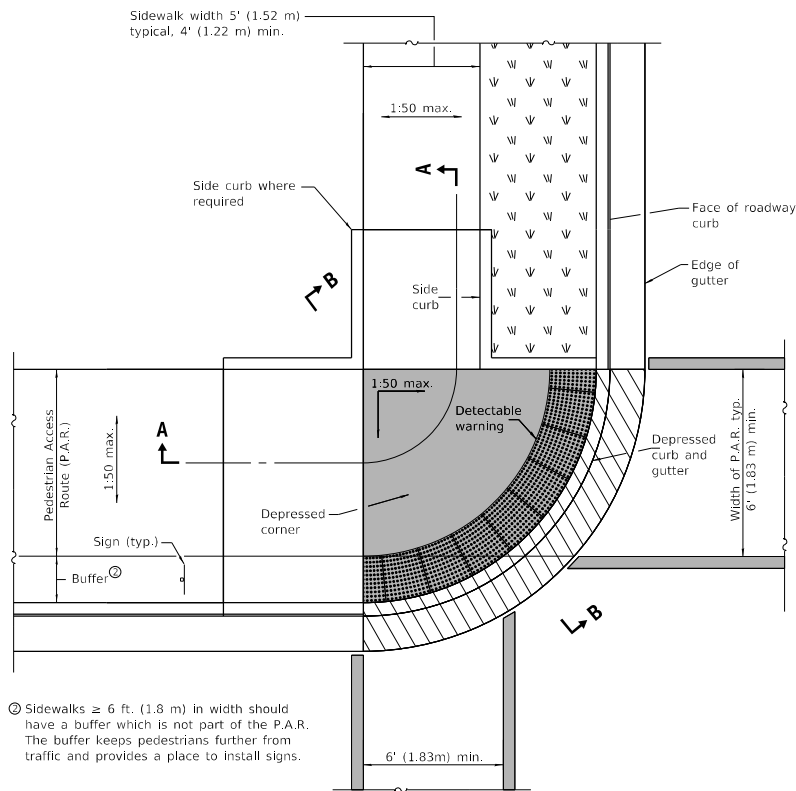 Sidewalk width 5' (1.52 m)
typical, 4' (1.22 m) min.
1:50 max.
A
Side curb where
required
Face of roadway
curb
B
Side
curb
Edge of
gutter
1:50 max.
Detectable
warning
Pedestrian Access
Route (P.A.R.)
1:50 max.
A
Depressed
curb and
gutter
Width of P.A.R. typ.
6' (1.83 m) min.
Depressed
corner
Sign (typ.)
Buffer ②
B
② Sidewalks ≥ 6 ft. (1.8 m) in width should
have a buffer which is not part of the P.A.R.
The buffer keeps pedestrians further from
traffic and provides a place to install signs.
6' (1.83m) min.